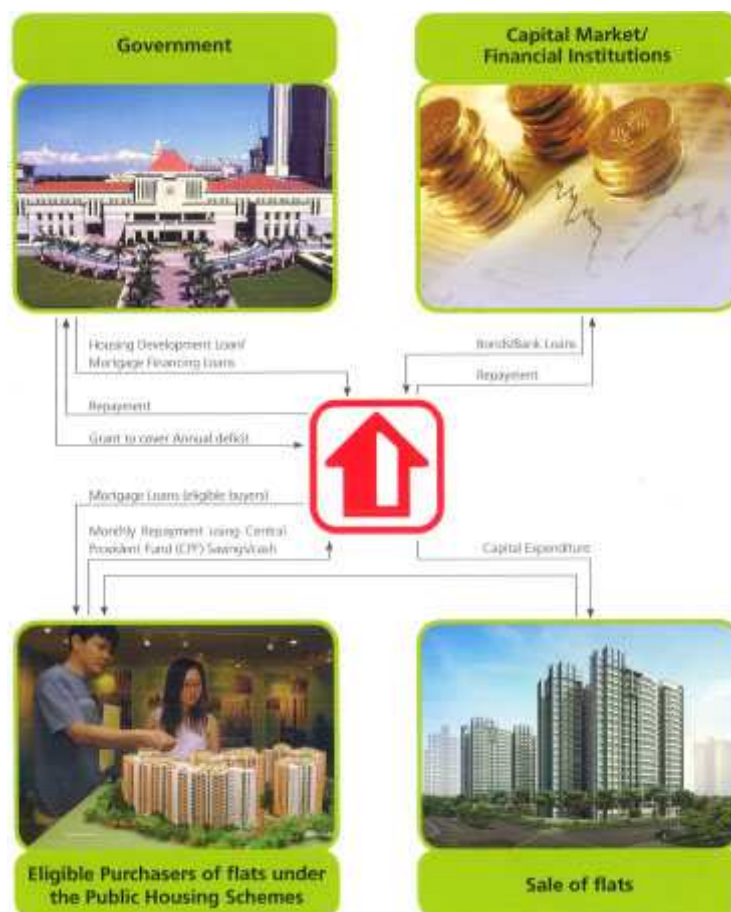 Government
Capital Market/
Financial Institutions
Housing Development Loan/
Mortgage Financing Loans
Bonds/Bank Loans
Repayment
Repayment
Grant to cover Annual deficit
Mortgage Loans (eligible buyers)
Monthly Repayment using Central
Provident Fund (CPF) Savings/cash
Capital Expenditure
Eligible Purchasers of flats under
the Public Housing Schemes
Sale of flats